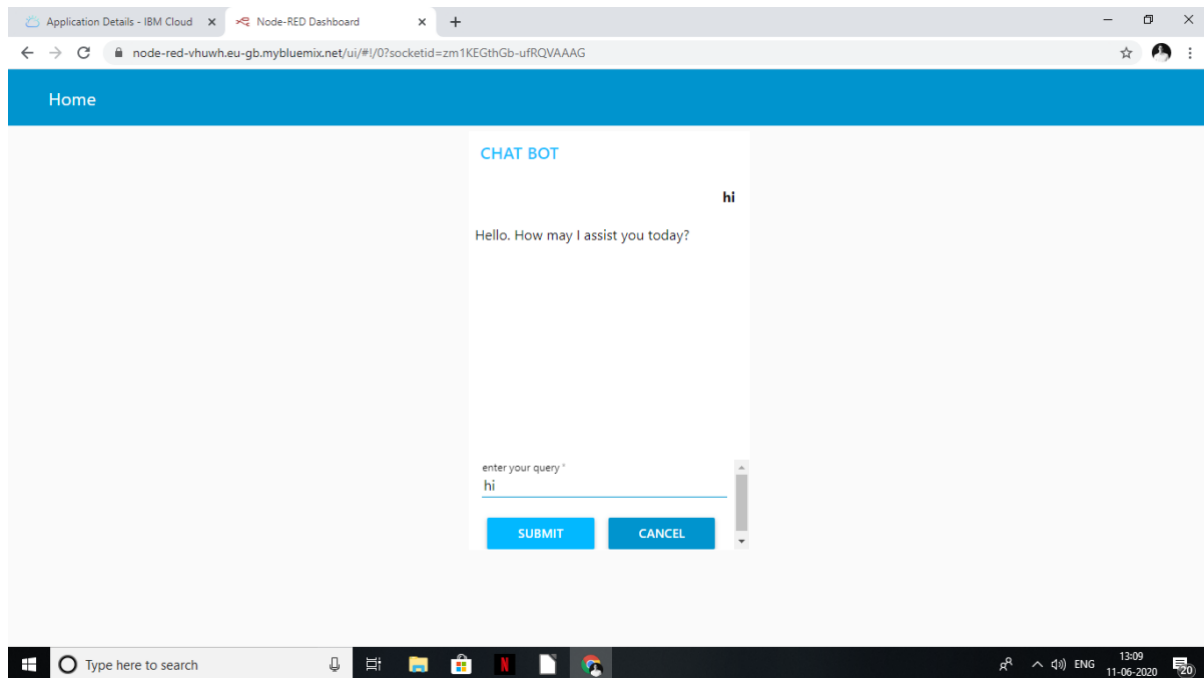 Application Details - IBM Cloud
Node-RED Dashboard
node-red-vhuwh.eu-gb.mybluemix.net/ui/#!/0?socketid=zm1KEGthGb-ufRQVAAAG
Home
CHAT BOT
hi
Hello. How may I assist you today?
enter your query *
hi
SUBMIT CANCEL
Type here to search
N
ENG
13:09
11-06-2020
20